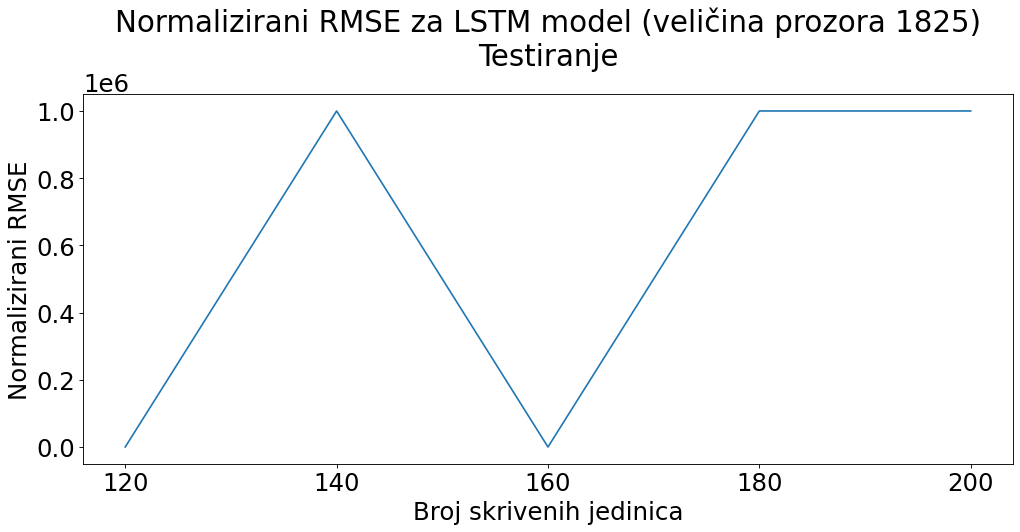 Normalizirani RMSE za LSTM model (veličina prozora 1825)
Testiranje
1e6
1.0
0.8
0.6
0.4
0.2
0.0
Normalizirani RMSE
120 140 160 180 200
Broj skrivenih jedinica